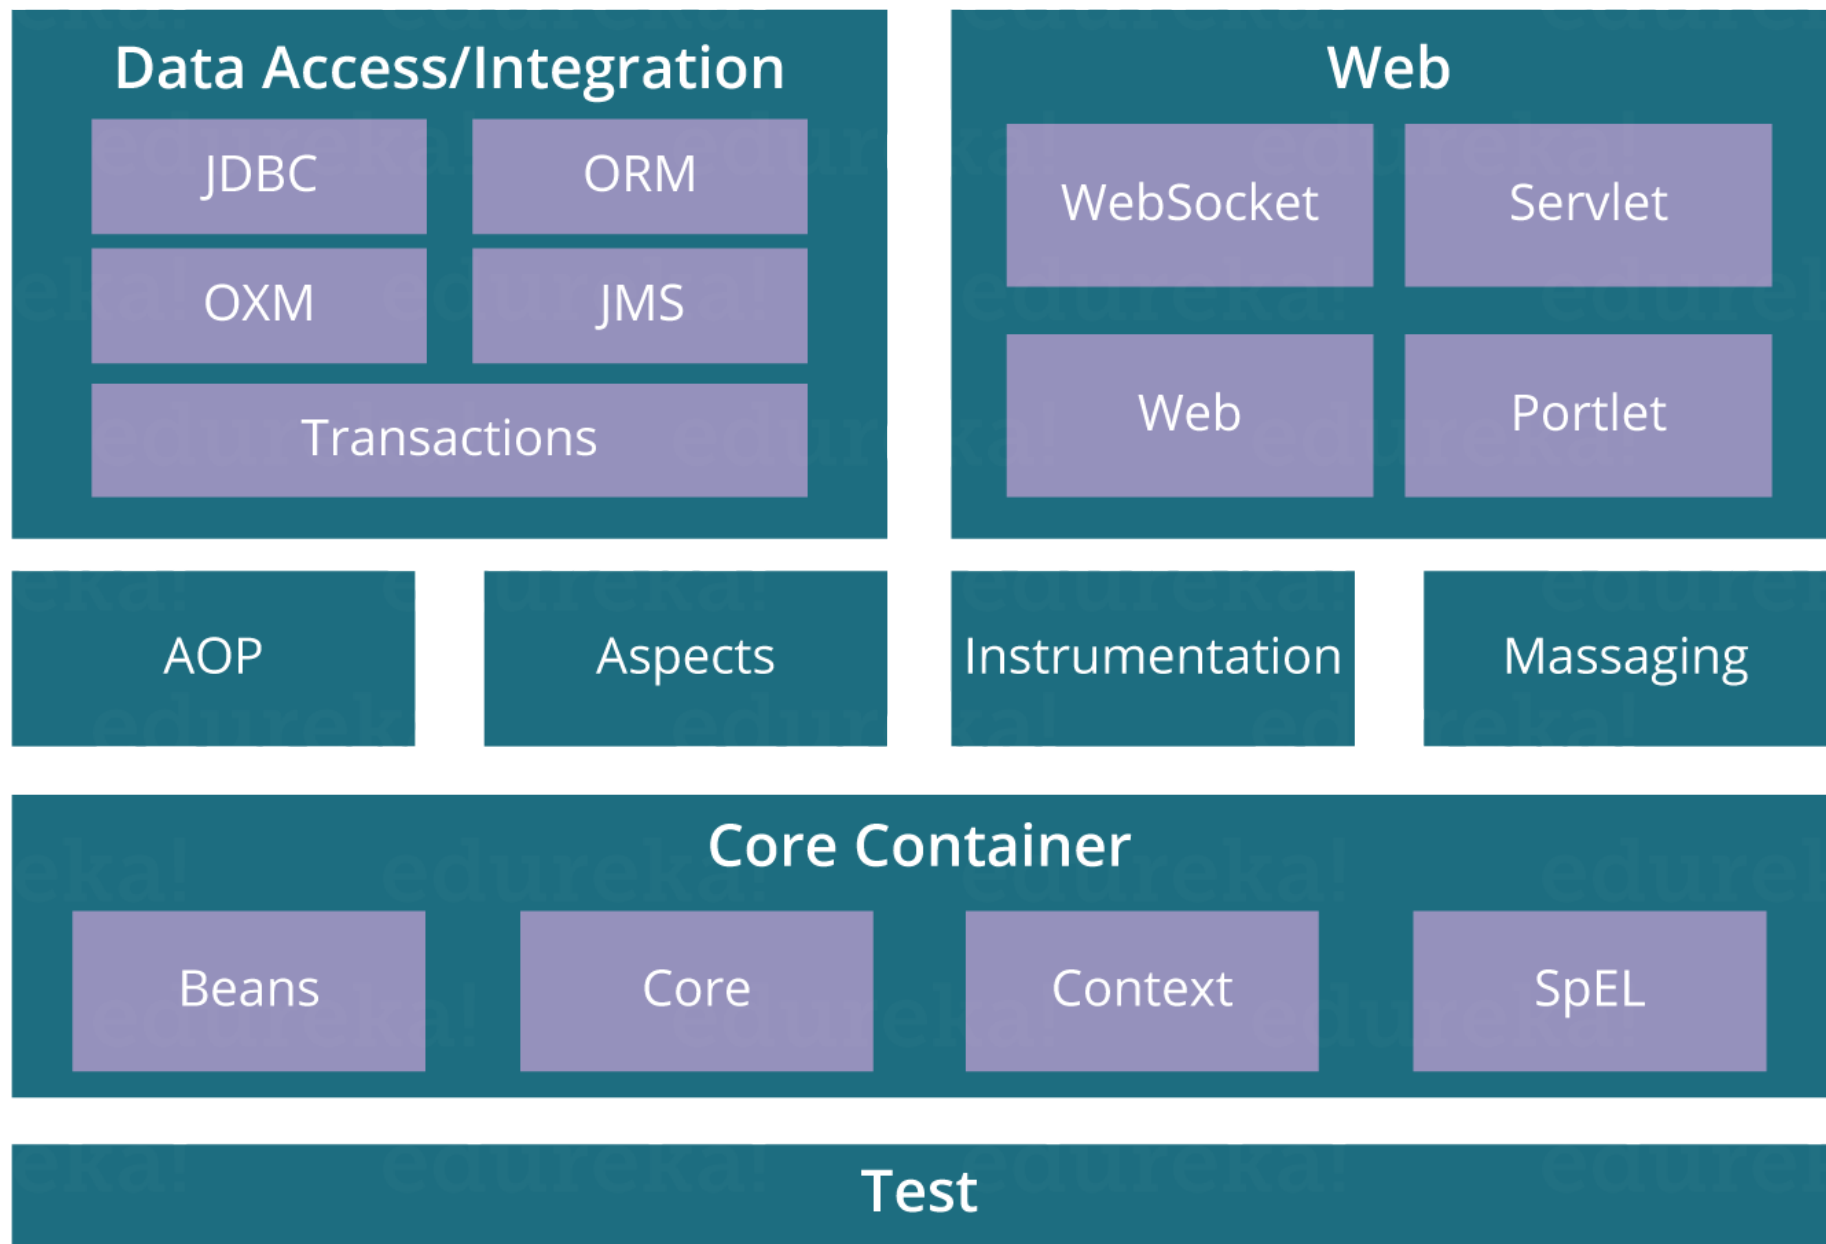 Data Access/Integration
JDBC
ORM
OXM
JMS
Transactions
Web
WebSocket
Servlet
Web
Portlet
AOP
Aspects
Instrumentation
Massaging
Core Container
Beans
Core
Context
SpEL
Test
edureka!